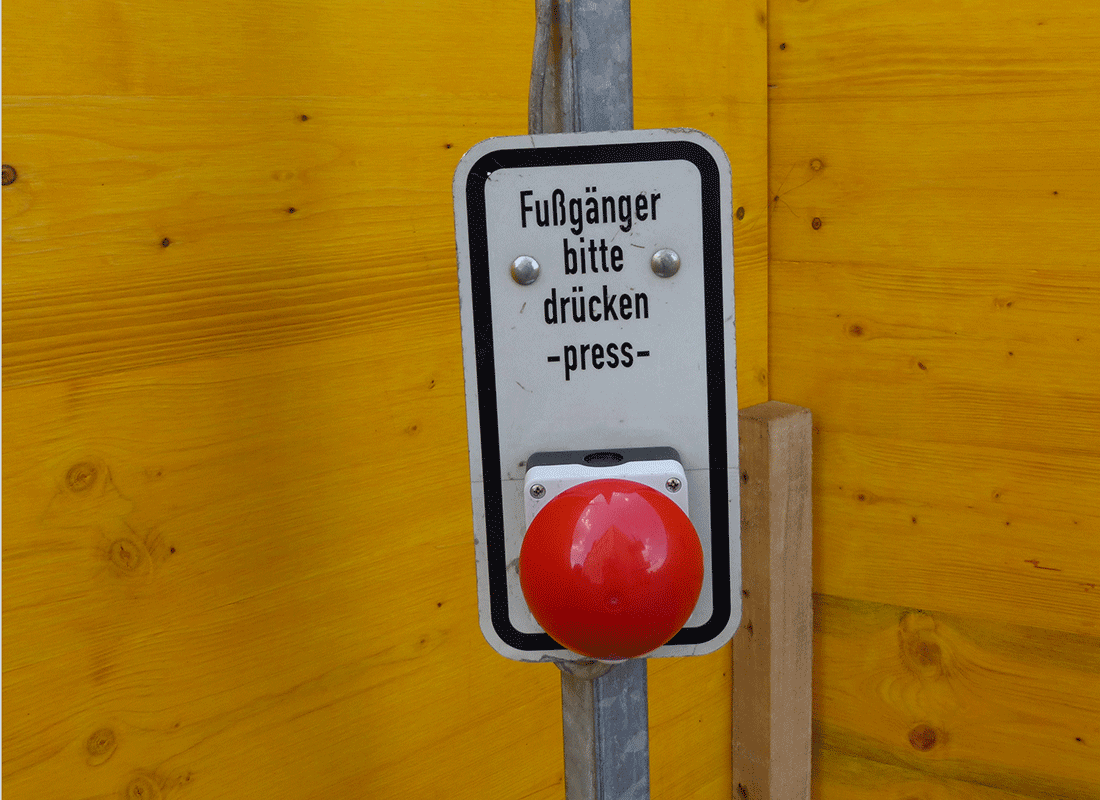 Fußgänger
bitte
drücken
-press-